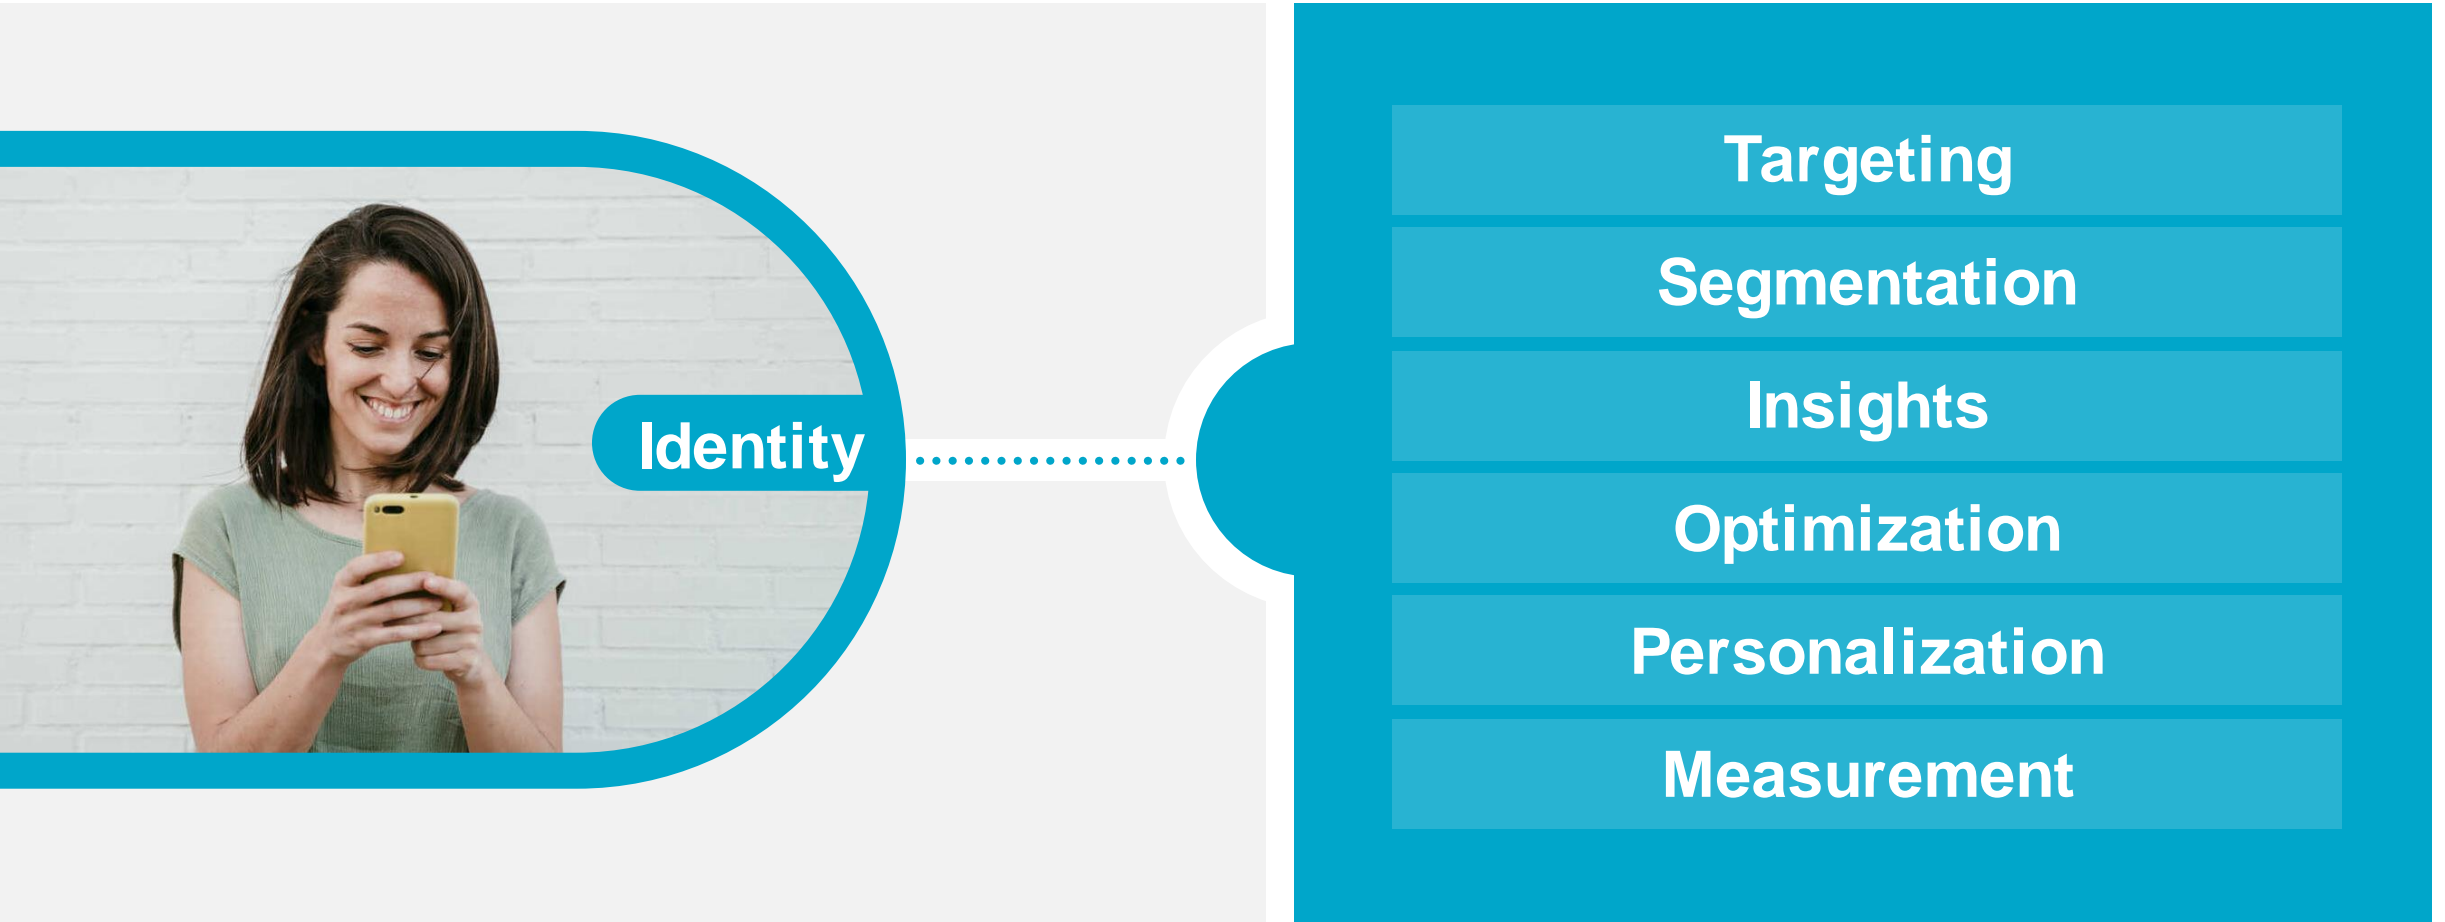 Identity
Targeting
Segmentation
Insights
Optimization
Personalization
Measurement